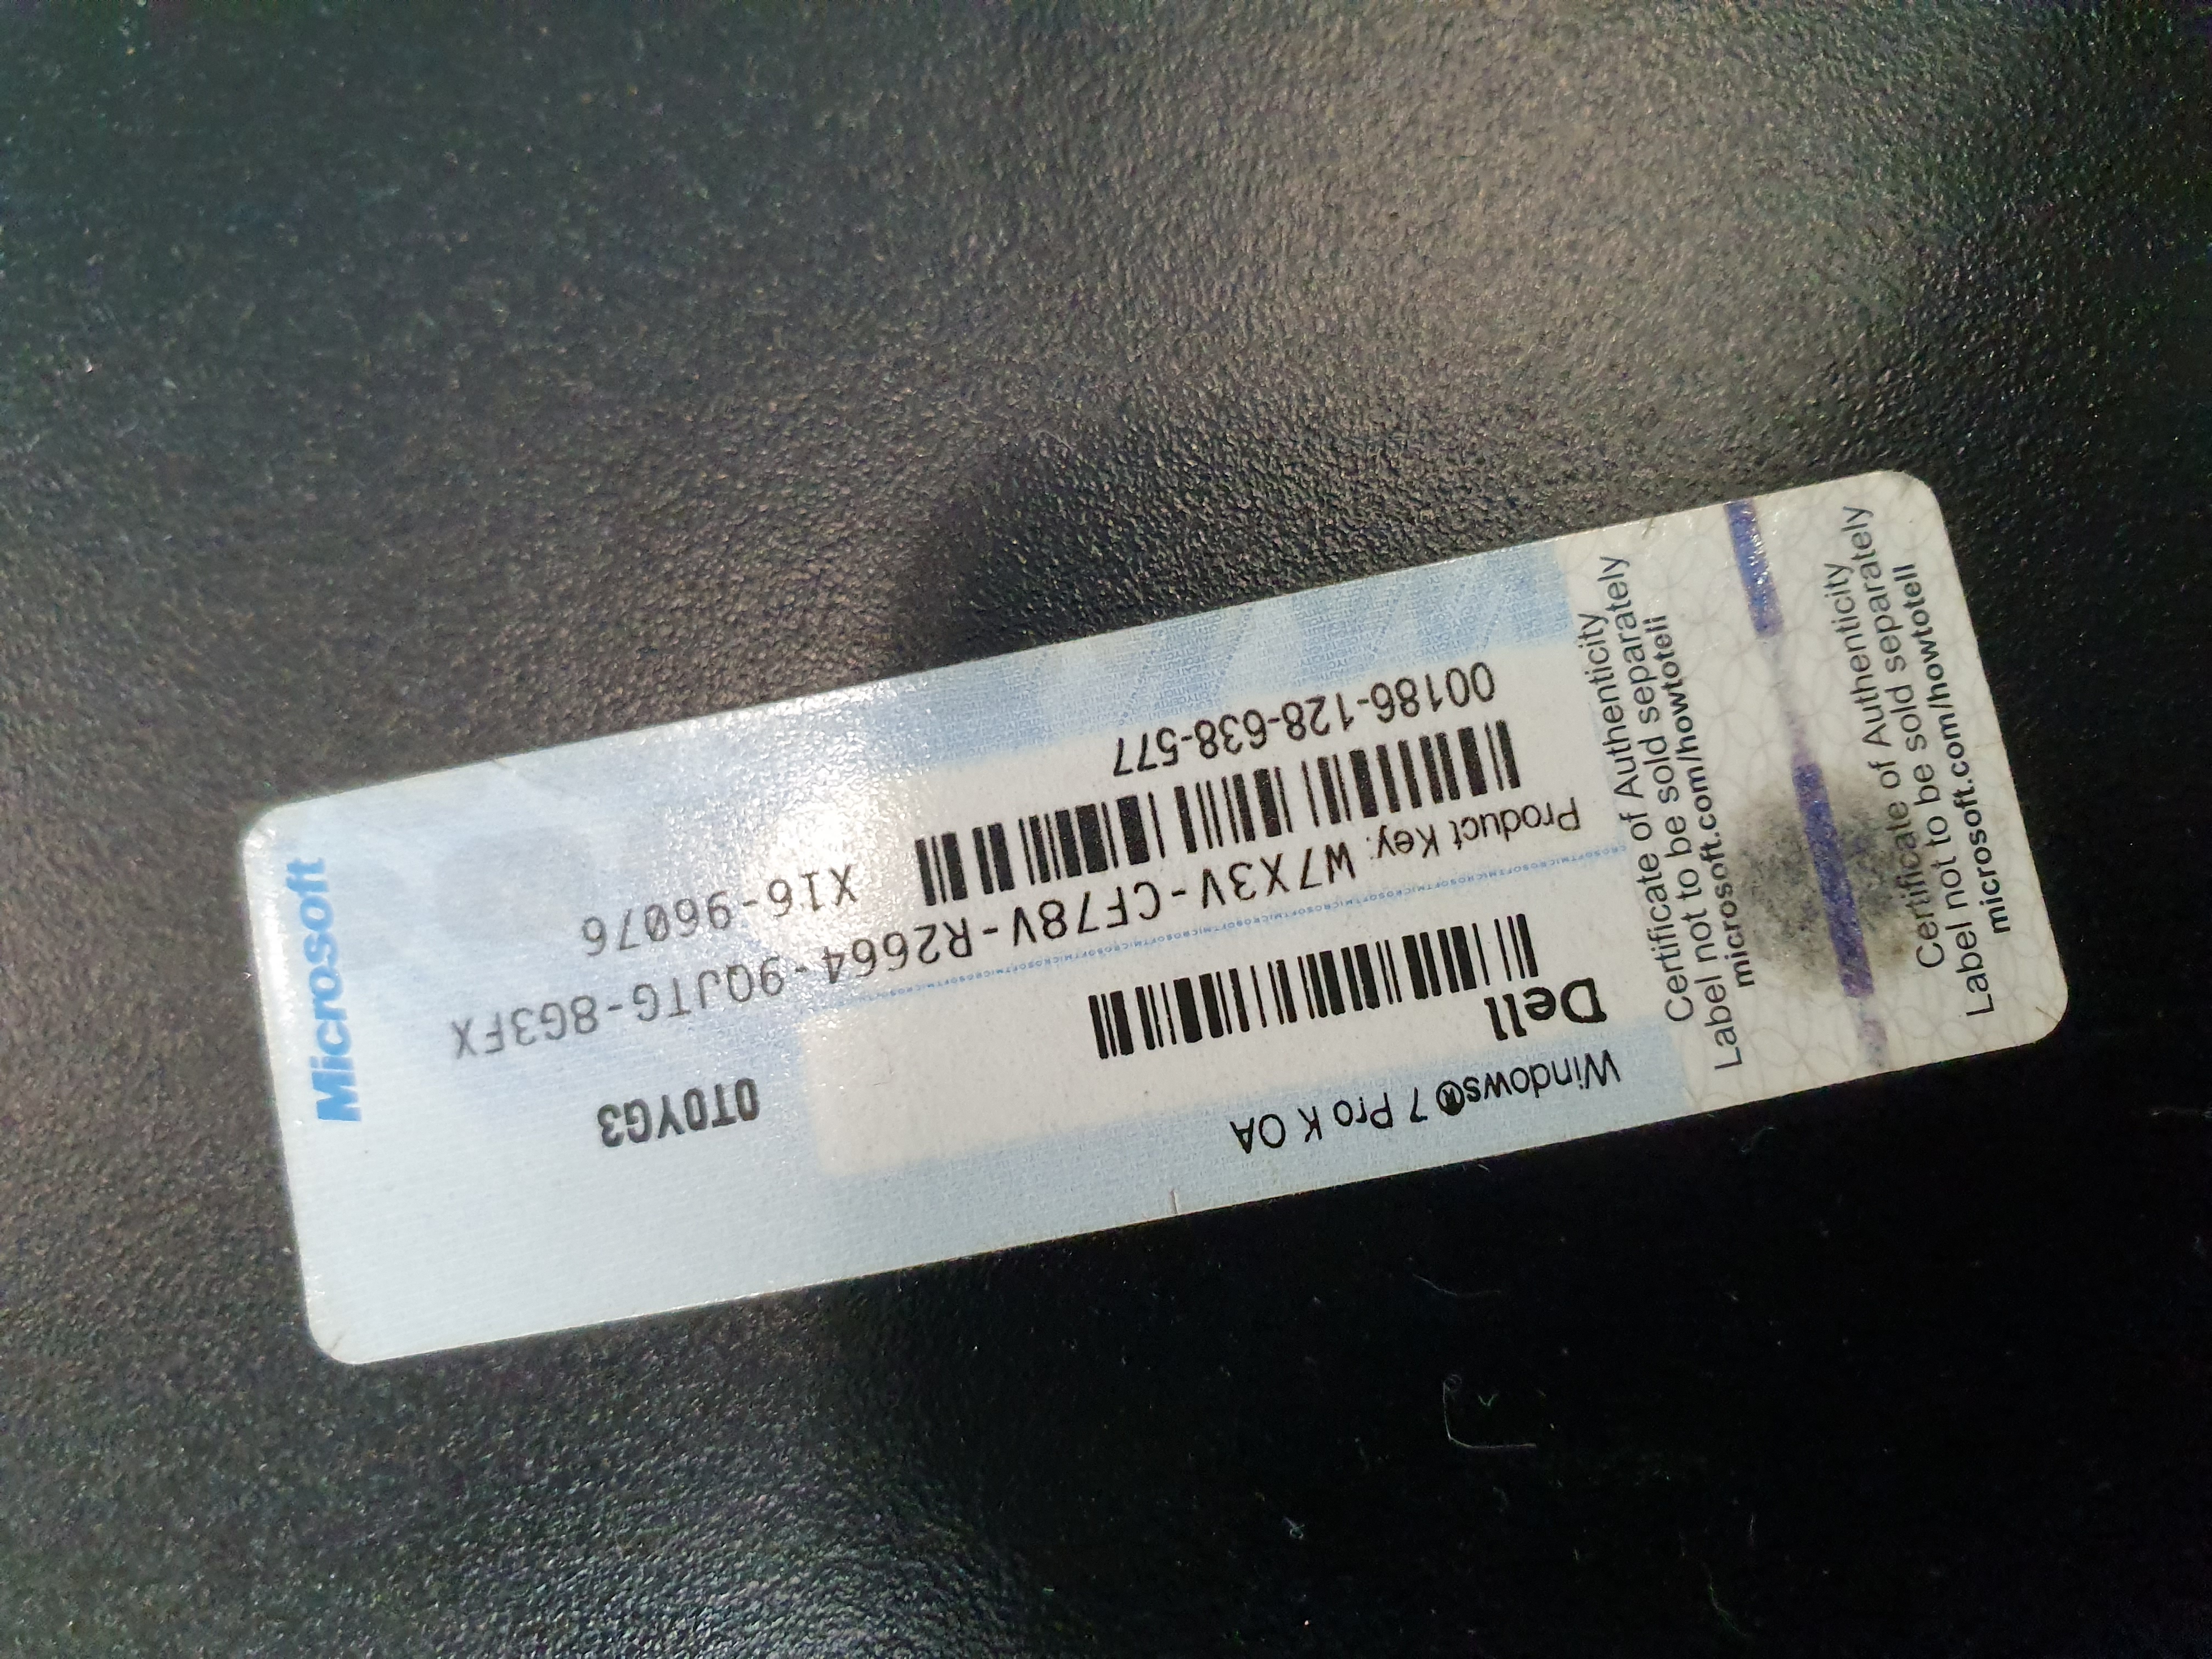 Windows® 7 Pro K OA
Dell
0T0YG3
Product Key: W7X3V-CF78V-R2664-9QJTG-8G3FX
X16-96076
00186-128-638-577
Microsoft
Certificate of Authenticity
Label not to be sold separately
microsoft.com/howtotell
Certificate of Authenticity
Label not to be sold separately
microsoft.com/howtotell